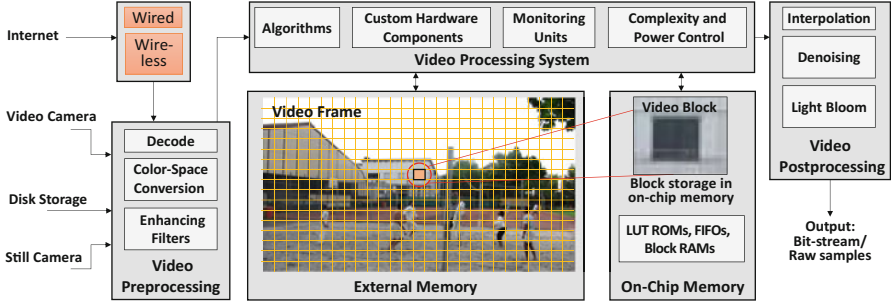 Internet
Wired
Wire-
less
Video Camera
Disk Storage
Still Camera
Decode
Color-Space
Conversion
Enhancing
Filters
Video
Preprocessing
Algorithms
Custom Hardware
Components
Monitoring
Units
Complexity and
Power Control
Video Processing System
Video Frame
External Memory
Video Block
Block storage in
on-chip memory
LUT ROMs, FIFOs,
Block RAMs
On-Chip Memory
Interpolation
Denoising
Light Bloom
Video
Postprocessing
Output:
Bit-stream/
Raw samples